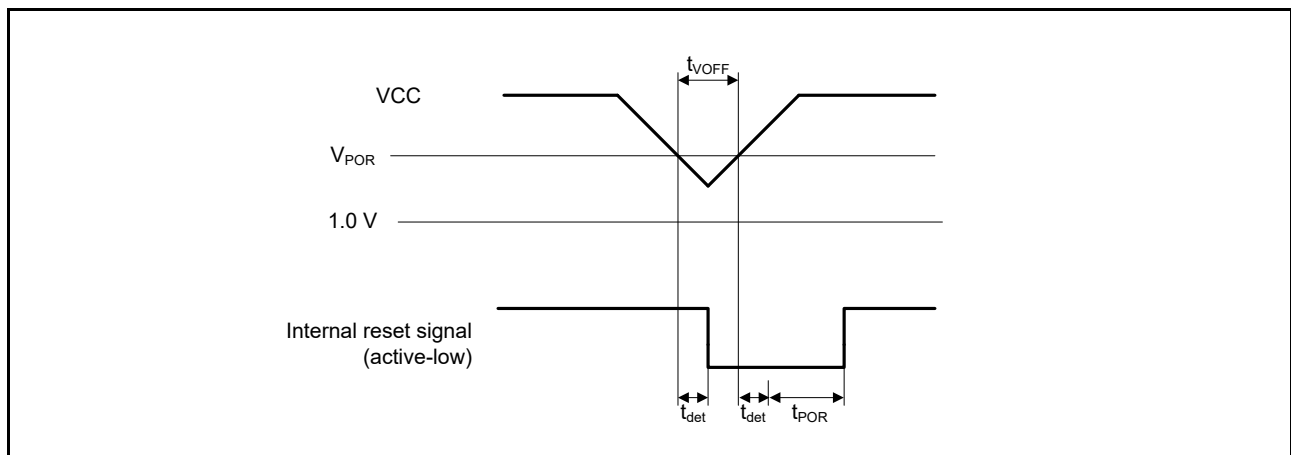 tVOFF
VCC
VPOR
1.0 V
Internal reset signal
(active-low)
tdet
tdet
tPOR